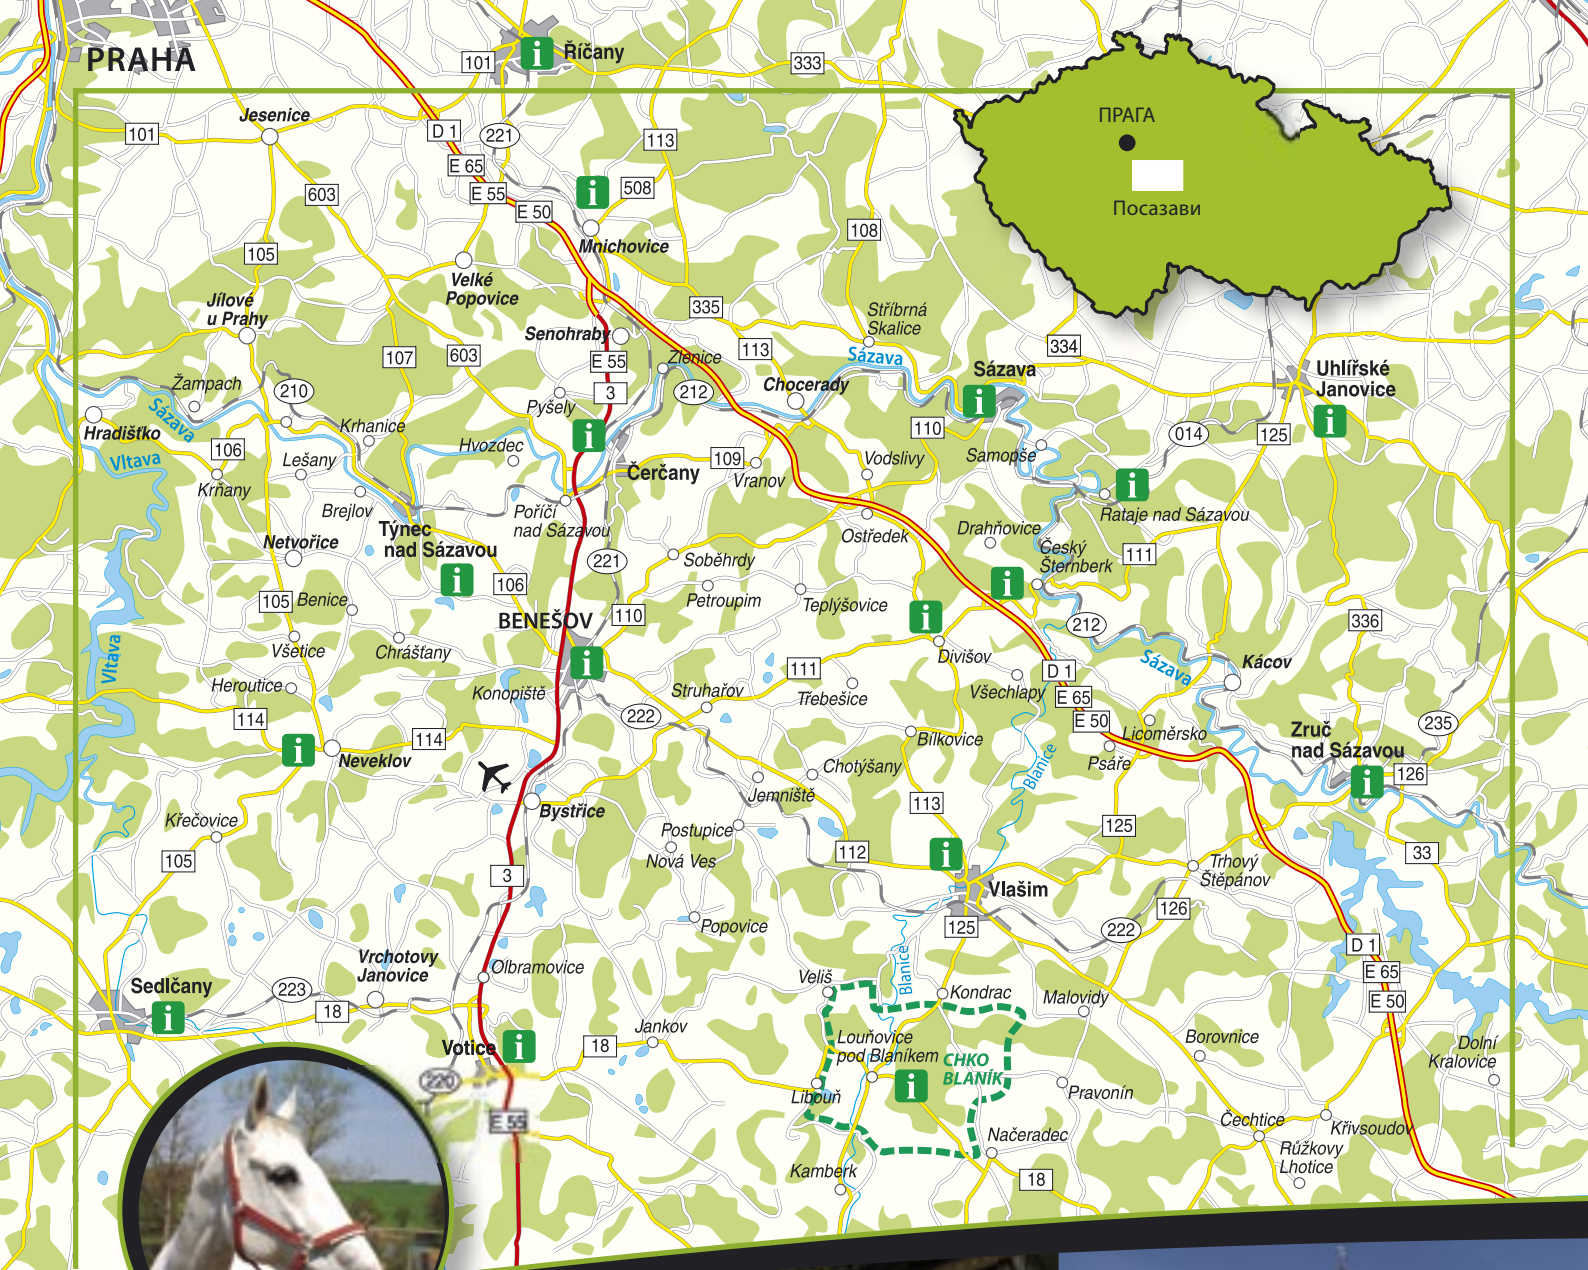 PRAHA
101
Říčany
333
Jesenice
101
D 1
221
113
E 65
603
E 55
508
E 50
ПРАГА
Посазави
Mnichovice
108
105
Velké
Popovice
Jílové
u Prahy
335
Stříbrná
Skalice
Senohraby
107
603
E 55
Zlenice
113
Sázava
334
Sázava
Uhlířské
Janovice
Žampach
210
3
212
Chocerady
Hradišťko
Sázava
Pyšely
Krhanice
110
014
125
106
Hvozdec
Samopše
Vltava
Lešany
Čerčany
109
Vranov
Vodslivy
Krňany
Brejlov
Poříčí
nad Sázavou
Rataje nad Sázavou
Týnec
nad Sázavou
Netvořice
Ostředek
Drahňovice
Český
Šternberk
111
221
Soběhrdy
106
105
Benice
110
Petroupim
Teplýšovice
BENEŠOV
212
336
Vltava
Všetice
Chrášťany
Divišov
Sázava
Kácov
111
D 1
Heroutice
Konopiště
Struhařov
Třebešice
Všechlapy
E 65
114
222
E 50
Licoměrsko
235
114
Bílkovice
Zruč
nad Sázavou
Neveklov
Psáře
Blanice
Chotýšany
126
Jemniště
113
Bystřice
Křečovice
Postupice
125
105
Nová Ves
112
33
3
Vlašim
Trhový
Štěpánov
126
Popovice
125
222
D 1
Vrchotovy
Janovice
Olbramovice
Veliš
Blanice
E 65
Sedlčany
223
Kondrac
Malovidy
E 50
18
Votice
18
Jankov
Louňovice
pod Blaníkem
CHKO
BLANÍK
Borovnice
Dolní
Kralovice
220
Libouň
Pravonín
E 55
Čechtice
Křivsoudov
Načeradec
Růžkovy
Lhotice
Kamberk
18